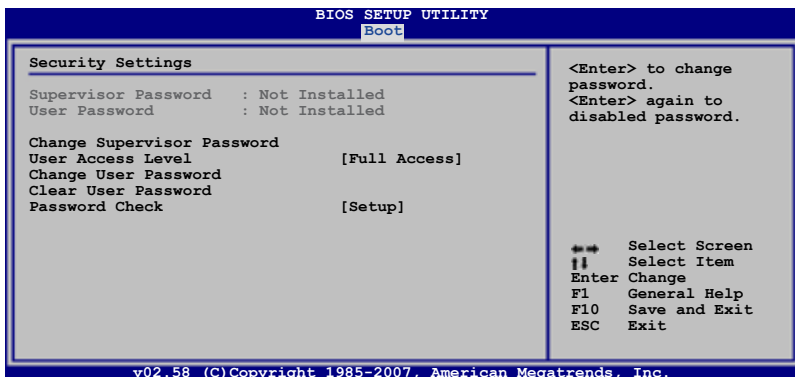 BIOS SETUP UTILITY
Boot
Security Settings
Supervisor Password : Not Installed
User Password : Not Installed
Change Supervisor Password
User Access Level [Full Access]
Change User Password
Clear User Password
Password Check [Setup]
<Enter> to change
password.
<Enter> again to
disabled password.
←→ Select Screen
↑↓ Select Item
Enter Change
F1 General Help
F10 Save and Exit
ESC Exit
v02.58 (C)Copyright 1985-2007, American Megatrends, Inc.